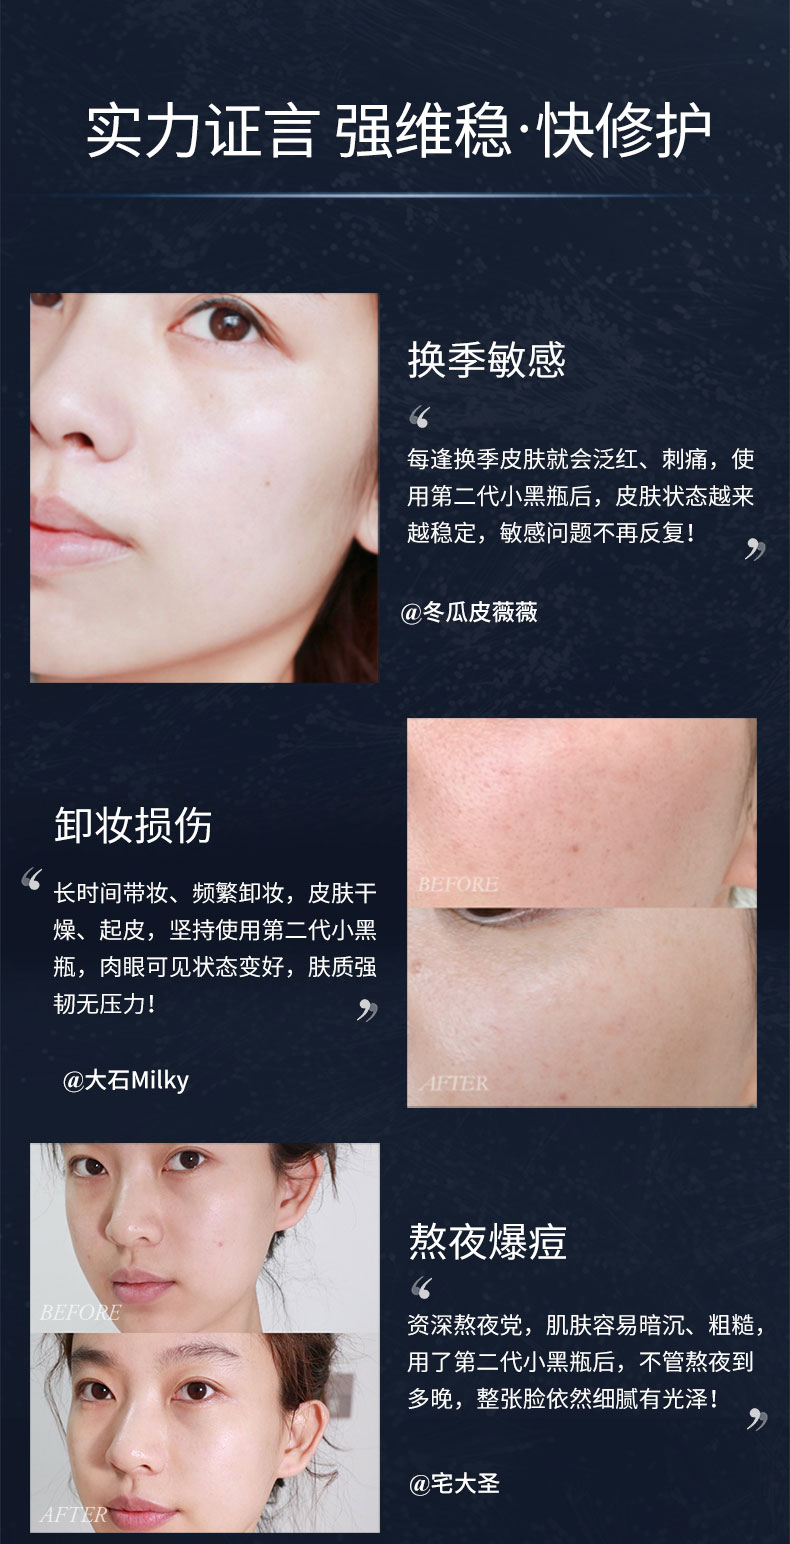 实力证言 强维稳·快修护
换季敏感
“
每逢换季皮肤就会泛红、刺痛，使
用第二代小黑瓶后，皮肤状态越来
越稳定，敏感问题不再反复！
”
@冬瓜皮薇薇
卸妆损伤
“
长时间带妆、频繁卸妆，皮肤干
燥、起皮，坚持使用第二代小黑
瓶，肉眼可见状态变好，肤质强
韧无压力！
”
@大石Milky
BEFORE
AFTER
BEFORE
AFTER
熬夜爆痘
“
资深熬夜党，肌肤容易暗沉、粗糙，
用了第二代小黑瓶后，不管熬夜到
多晚，整张脸依然细腻有光泽！
”
@宅大圣